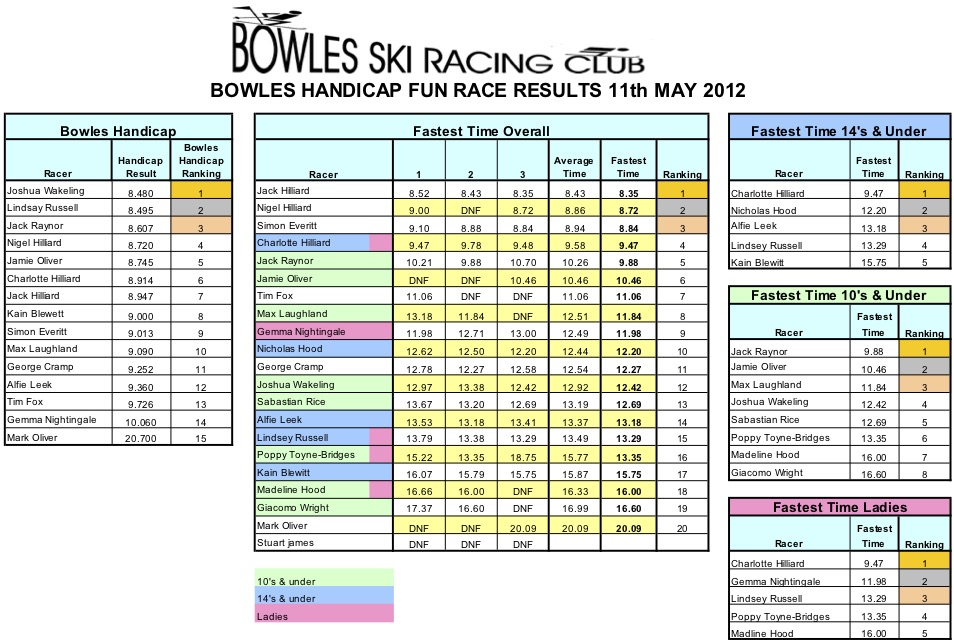 BOWLES SKI RACING CLUB
BOWLES HANDICAP FUN RACE RESULTS 11th MAY 2012
Bowles Handicap
Racer Handicap Result Bowles Handicap Ranking
Joshua Wakeling 8.480 1
Lindsay Russell 8.495 2
Jack Raynor 8.607 3
Nigel Hilliard 8.720 4
Jamie Oliver 8.745 5
Charlotte Hilliard 8.914 6
Jack Hilliard 8.947 7
Kain Blewett 9.000 8
Simon Everitt 9.013 9
Max Laughland 9.090 10
George Cramp 9.252 11
Alfie Leek 9.360 12
Tim Fox 9.726 13
Gemma Nightingale 10.060 14
Mark Oliver 20.700 15
Fastest Time Overall
Racer 1 2 3 Average Time Fastest Time Ranking
Jack Hilliard 8.52 8.43 8.35 8.43 8.35 1
Nigel Hilliard 9.00 DNF 8.72 8.86 8.72 2
Simon Everitt 9.10 8.88 8.84 8.94 8.84 3
Charlotte Hilliard 9.47 9.78 9.48 9.58 9.47 4
Jack Raynor 10.21 9.88 10.70 10.26 9.88 5
Jamie Oliver DNF DNF 10.46 10.46 10.46 6
Tim Fox 11.06 DNF DNF 11.06 11.06 7
Max Laughland 13.18 11.84 DNF 12.51 11.84 8
Gemma Nightingale 11.98 12.71 13.00 12.49 11.98 9
Nicholas Hood 12.62 12.50 12.20 12.44 12.20 10
George Cramp 12.78 12.27 12.58 12.54 12.27 11
Joshua Wakeling 12.97 13.38 12.42 12.92 12.42 12
Sabastian Rice 13.67 13.20 12.69 13.19 12.69 13
Alfie Leek 13.53 13.18 13.41 13.37 13.18 14
Lindsey Russell 13.79 13.38 13.29 13.49 13.29 15
Poppy Toyne-Bridges 15.22 13.35 18.75 15.77 13.35 16
Kain Blewitt 16.07 15.79 15.75 15.87 15.75 17
Madeline Hood 16.66 16.00 DNF 16.33 16.00 18
Giacomo Wright 17.37 16.60 DNF 16.99 16.60 19
Mark Oliver DNF DNF 20.09 20.09 20.09 20
Stuart james DNF DNF DNF
10's & under
14's & under
Ladies
Fastest Time 14's & Under
Racer Fastest Time Ranking
Charlotte Hilliard 9.47 1
Nicholas Hood 12.20 2
Alfie Leek 13.18 3
Lindsey Russell 13.29 4
Kain Blewitt 15.75 5
Fastest Time 10's & Under
Racer Fastest Time Ranking
Jack Raynor 9.88 1
Jamie Oliver 10.46 2
Max Laughland 11.84 3
Joshua Wakeling 12.42 4
Sabastian Rice 12.69 5
Poppy Toyne-Bridges 13.35 6
Madeline Hood 16.00 7
Giacomo Wright 16.60 8
Fastest Time Ladies
Racer Fastest Time Ranking
Charlotte Hilliard 9.47 1
Gemma Nightingale 11.98 2
Lindsey Russell 13.29 3
Poppy Toyne-Bridges 13.35 4
Madline Hood 16.00 5